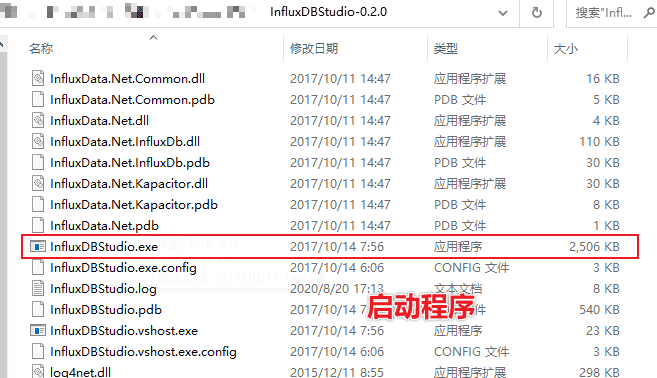 InfluxDBStudio-0.2.0
搜索"Infl...
名称 修改日期 类型 大小
InfluxData.Net.Common.dll 2017/10/11 14:47 应用程序扩展 16 KB
InfluxData.Net.Common.pdb 2017/10/11 14:47 PDB 文件 5 KB
InfluxData.Net.dll 2017/10/11 14:47 应用程序扩展 4 KB
InfluxData.Net.InfluxDb.dll 2017/10/11 14:47 应用程序扩展 110 KB
InfluxData.Net.InfluxDb.pdb 2017/10/11 14:47 PDB 文件 30 KB
InfluxData.Net.Kapacitor.dll 2017/10/11 14:47 应用程序扩展 30 KB
InfluxData.Net.Kapacitor.pdb 2017/10/11 14:47 PDB 文件 8 KB
InfluxData.Net.pdb 2017/10/11 14:47 PDB 文件 1 KB
InfluxDBStudio.exe 2017/10/14 7:56 应用程序 2,506 KB
InfluxDBStudio.exe.config 2017/10/14 6:06 CONFIG 文件 3 KB
InfluxDBStudio.log 2020/8/20 17:13 文本文档 8 KB
InfluxDBStudio.pdb 2017/10/14 文件 540 KB
启动程序
InfluxDBStudio.vshost.exe 2017/10/14 7:56 应用程序 23 KB
InfluxDBStudio.vshost.exe.config 2017/10/14 6:06 CONFIG 文件 3 KB
log4net.dll 2015/12/11 8:55 应用程序扩展 298 KB